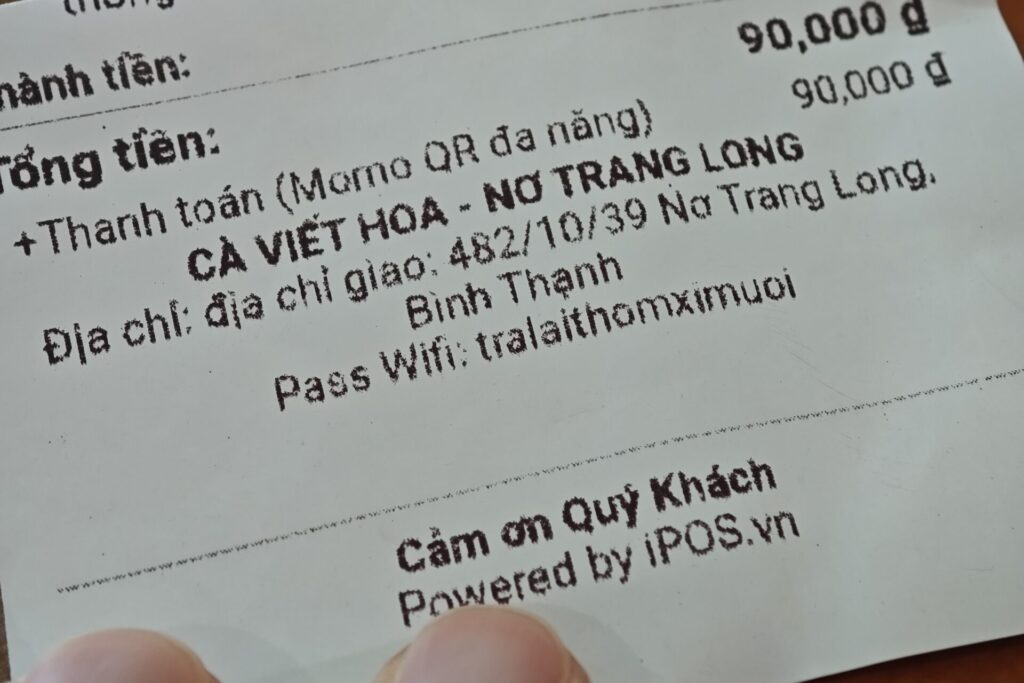 Thành tiền: 90,000 đ
Tổng tiền: 90,000 đ
+Thanh toán (Momo QR đa năng)
CÀ VIẾT HOA - NƠ TRANG LONG
Địa chỉ: địa chỉ giao: 482/10/39 Nơ Trang Long,
Bình Thạnh
Pass Wifi: tralaithomximuoi
Cảm ơn Quý Khách
Powered by iPOS.vn